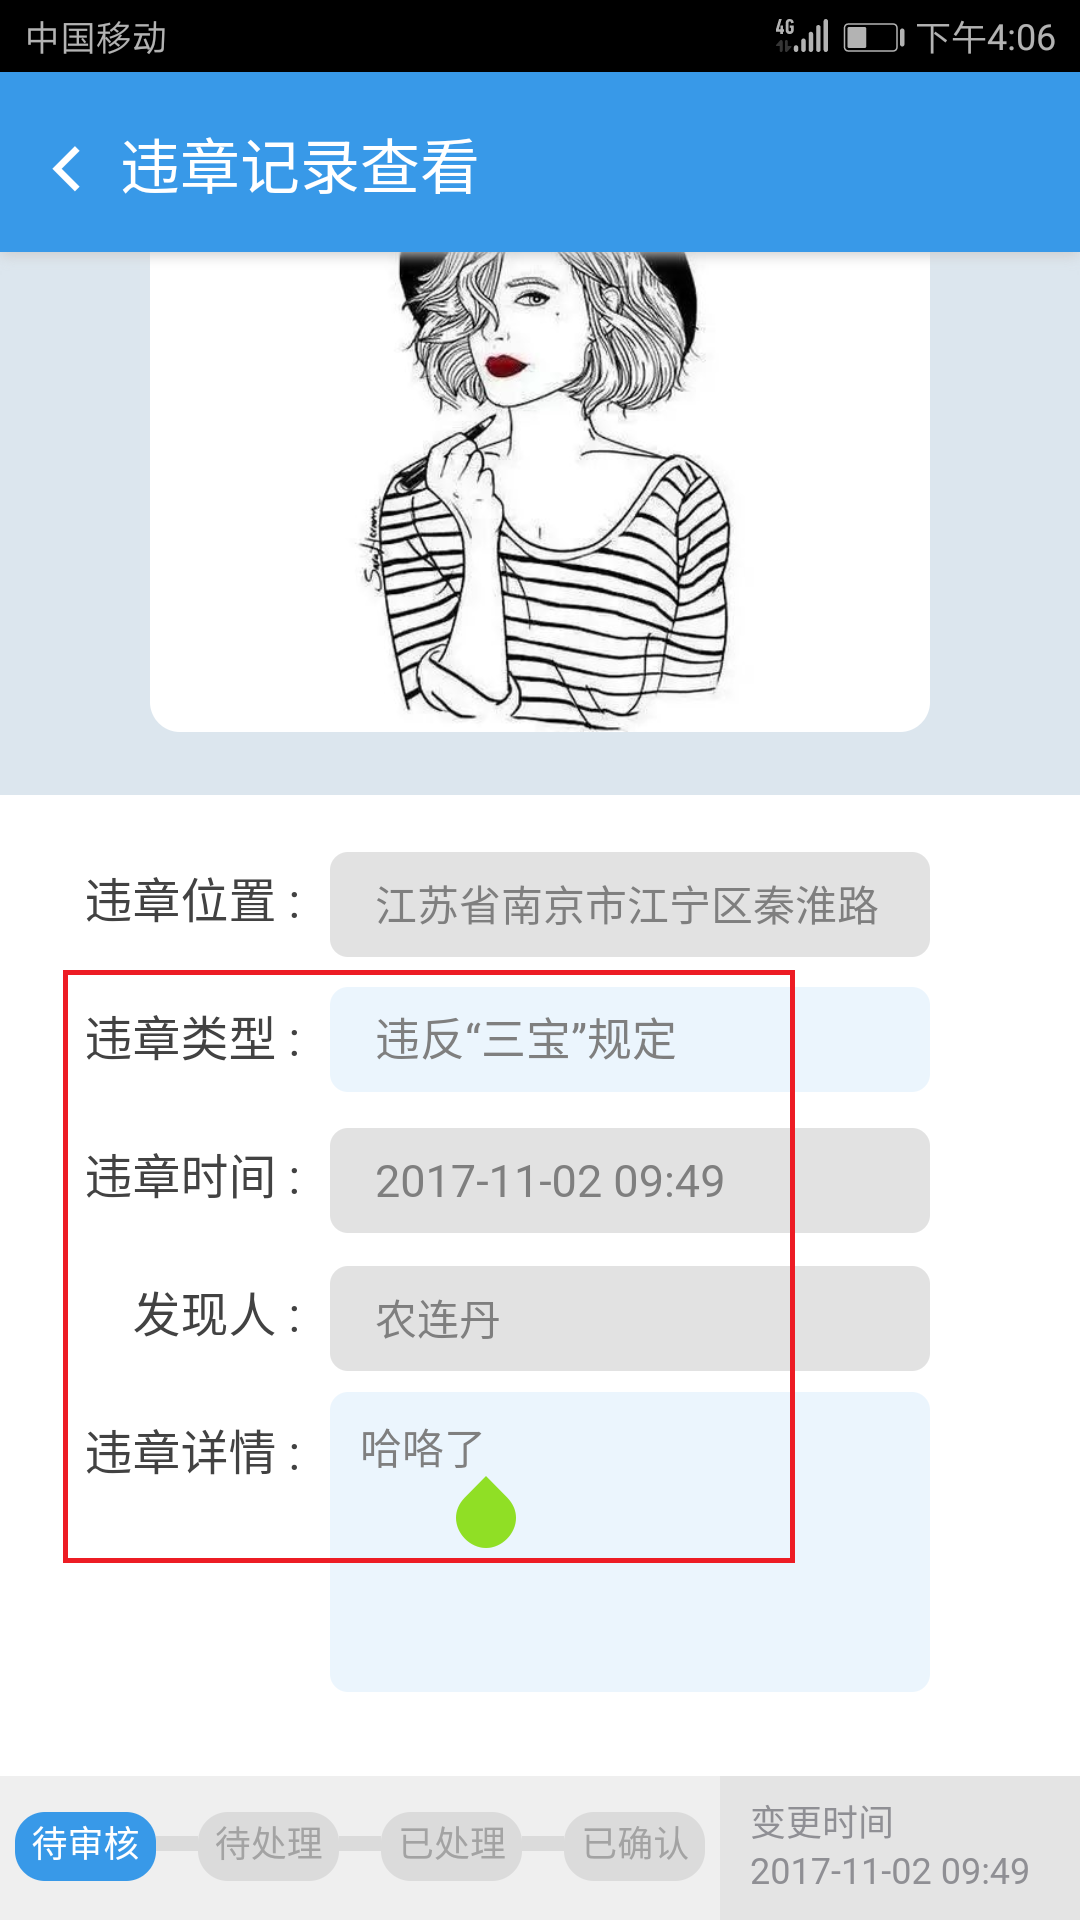 中国移动 4G 下午4:06
违章记录查看
Sara Herranz
违章位置： 江苏省南京市江宁区秦淮路
违章类型： 违反“三宝”规定
违章时间： 2017-11-02 09:49
发现人： 农连丹
违章详情： 哈咯了
待审核 待处理 已处理 已确认
变更时间
2017-11-02 09:49